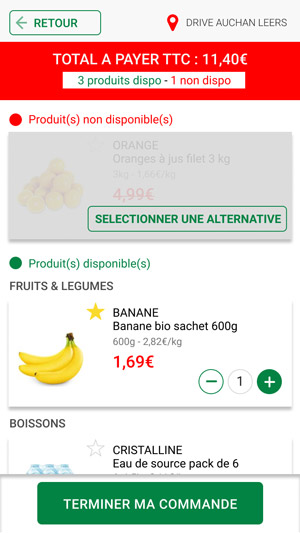 RETOUR
DRIVE AUCHAN LEERS
TOTAL A PAYER TTC : 11,40€
3 produits dispo - 1 non dispo
Produit(s) non disponible(s)
ORANGE
Oranges à jus filet 3 kg
3kg - 1,66€/kg
4,99€
SELECTIONNER UNE ALTERNATIVE
Produit(s) disponible(s)
FRUITS & LEGUMES
BANANE
Banane bio sachet 600g
600g - 2,82€/kg
1,69€
1
BOISSONS
CRISTALLINE
Eau de source pack de 6
TERMINER MA COMMANDE